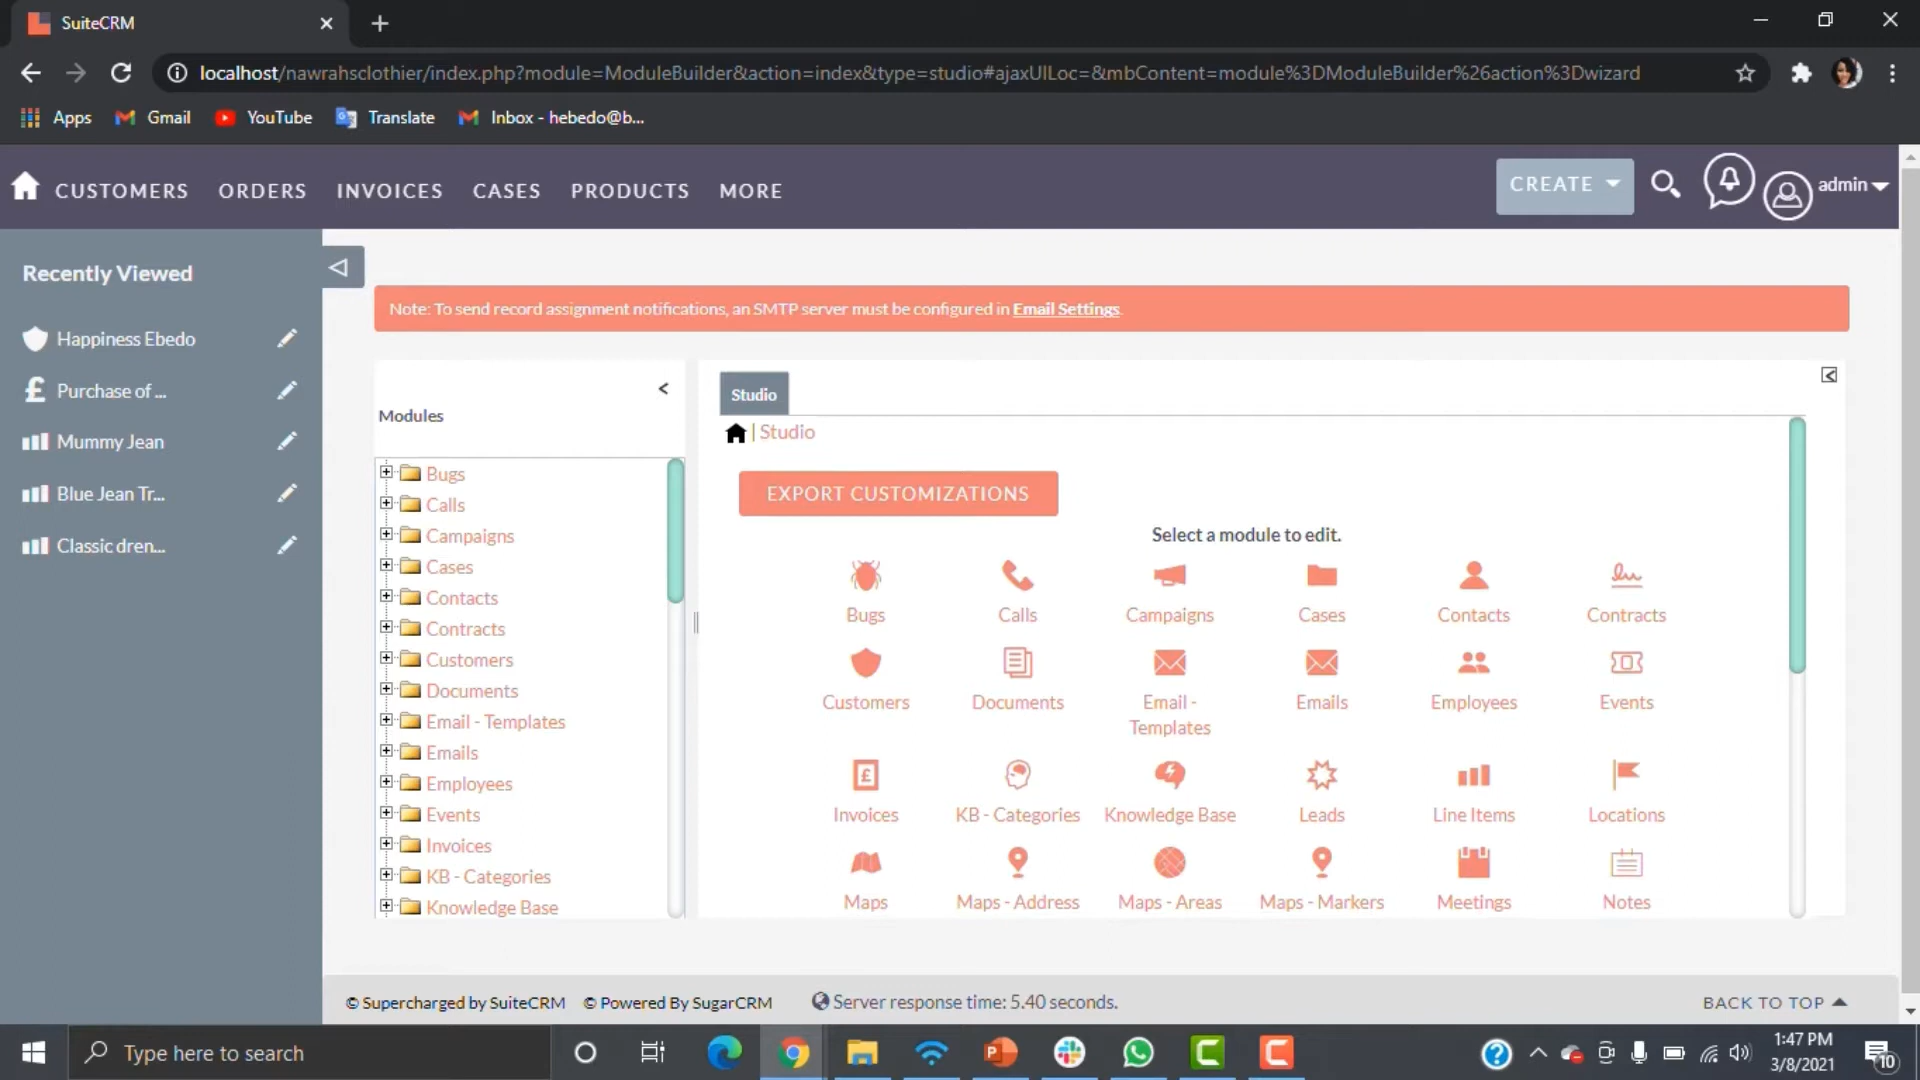 SuiteCRM
localhost/nawrahsclothier/index.php?module=ModuleBuilder&action=index&type=studio#ajaxUILoc=&mbContent=module%3DModuleBuilder%26action%3Dwizard
Apps Gmail YouTube Translate Inbox - hebedo@b...
CUSTOMERS ORDERS INVOICES CASES PRODUCTS MORE CREATE admin
Recently Viewed
Happiness Ebedo
Purchase of ...
Mummy Jean
Blue Jean Tr...
Classic dren...
Note: To send record assignment notifications, an SMTP server must be configured in Email Settings.
Modules
Bugs
Calls
Campaigns
Cases
Contacts
Contracts
Customers
Documents
Email - Templates
Emails
Employees
Events
Invoices
KB - Categories
Knowledge Base
Studio
| Studio
EXPORT CUSTOMIZATIONS
Select a module to edit.
Bugs Calls Campaigns Cases Contacts Contracts
Customers Documents Email - Templates Emails Employees Events
Invoices KB - Categories Knowledge Base Leads Line Items Locations
Maps Maps - Address Maps - Areas Maps - Markers Meetings Notes
© Supercharged by SuiteCRM © Powered By SugarCRM Server response time: 5.40 seconds. BACK TO TOP
Type here to search
1:47 PM
3/8/2021
10